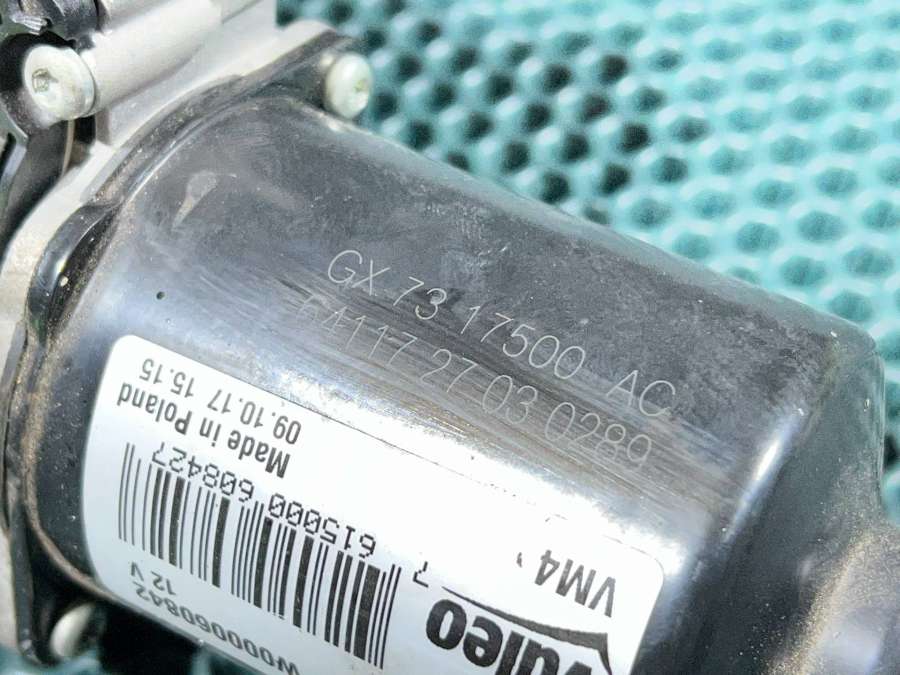 GX 73 17500 AC
64117 27 03 0289
Valeo
VM4
7 615000 608427
W000060842
12 V
Made in Poland
09.10.17 15.15